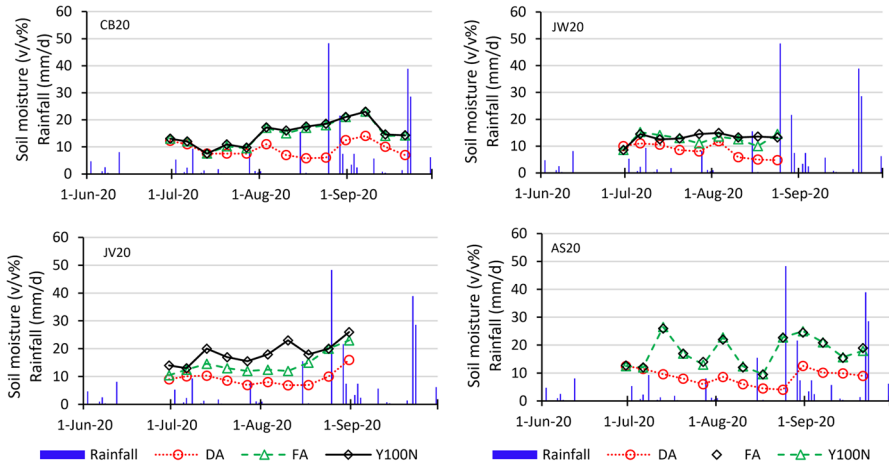 CB20
Soil moisture (v/v%)
Rainfall (mm/d)
60
50
40
30
20
10
0
1-Jun-20 1-Jul-20 1-Aug-20 1-Sep-20
JW20
Soil moisture (v/v%)
Rainfall (mm/d)
60
50
40
30
20
10
0
1-Jun-20 1-Jul-20 1-Aug-20 1-Sep-20
JV20
Soil moisture (v/v%)
Rainfall (mm/d)
60
50
40
30
20
10
0
1-Jun-20 1-Jul-20 1-Aug-20 1-Sep-20
AS20
Soil moisture (v/v%)
Rainfall (mm/d)
60
50
40
30
20
10
0
1-Jun-20 1-Jul-20 1-Aug-20 1-Sep-20
Rainfall DA FA Y100N
Rainfall DA FA Y100N